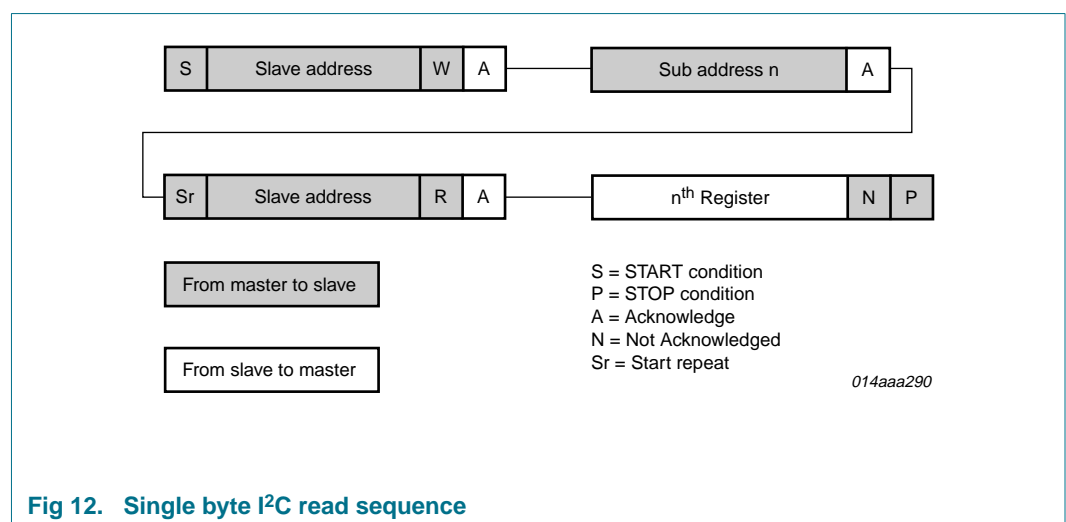 S Slave address W A Sub address n A
Sr Slave address R A nth Register N P
From master to slave
From slave to master
S = START condition
P = STOP condition
A = Acknowledge
N = Not Acknowledged
Sr = Start repeat
014aaa290
Fig 12. Single byte I2C read sequence